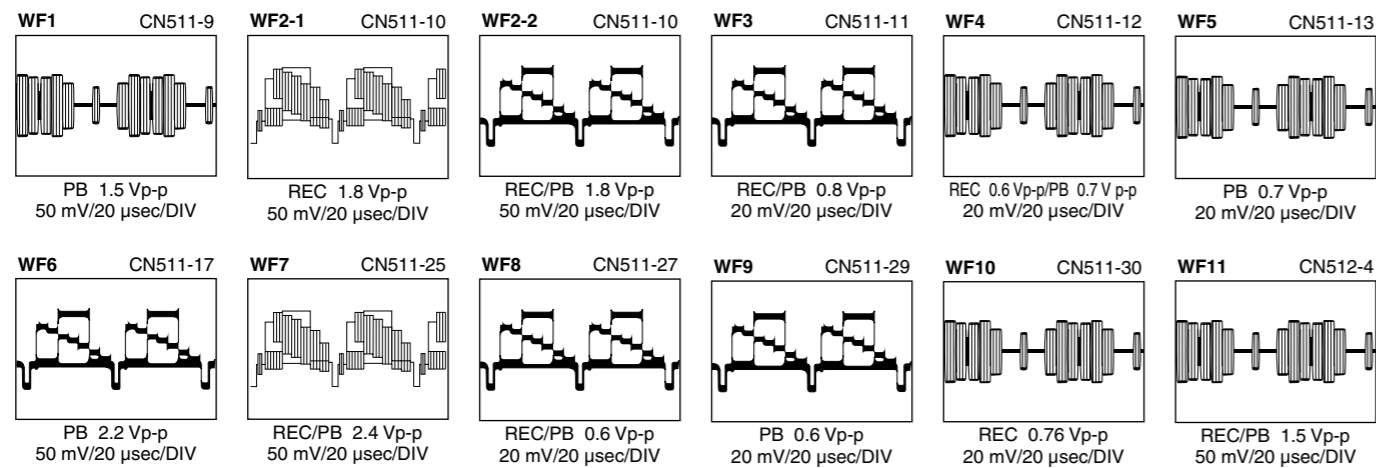 WF1 CN511-9
PB 1.5 Vp-p
50 mV/20 µsec/DIV
WF2-1 CN511-10
REC 1.8 Vp-p
50 mV/20 µsec/DIV
WF2-2 CN511-10
REC/PB 1.8 Vp-p
50 mV/20 µsec/DIV
WF3 CN511-11
REC/PB 0.8 Vp-p
20 mV/20 µsec/DIV
WF4 CN511-12
REC 0.6 Vp-p/PB 0.7 V p-p
20 mV/20 µsec/DIV
WF5 CN511-13
PB 0.7 Vp-p
20 mV/20 µsec/DIV
WF6 CN511-17
PB 2.2 Vp-p
50 mV/20 µsec/DIV
WF7 CN511-25
REC/PB 2.4 Vp-p
50 mV/20 µsec/DIV
WF8 CN511-27
REC/PB 0.6 Vp-p
20 mV/20 µsec/DIV
WF9 CN511-29
PB 0.6 Vp-p
20 mV/20 µsec/DIV
WF10 CN511-30
REC 0.76 Vp-p
20 mV/20 µsec/DIV
WF11 CN512-4
REC/PB 1.5 Vp-p
50 mV/20 µsec/DIV